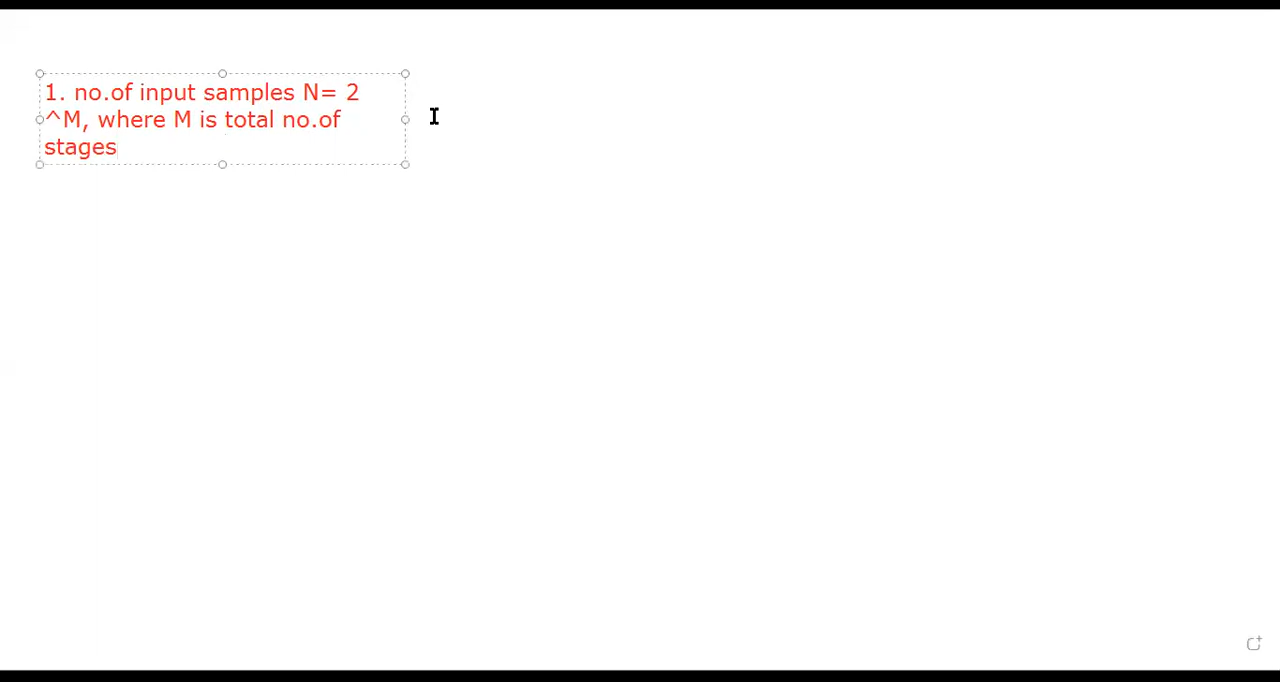 1. no.of input samples N= 2
^M, where M is total no.of
stages